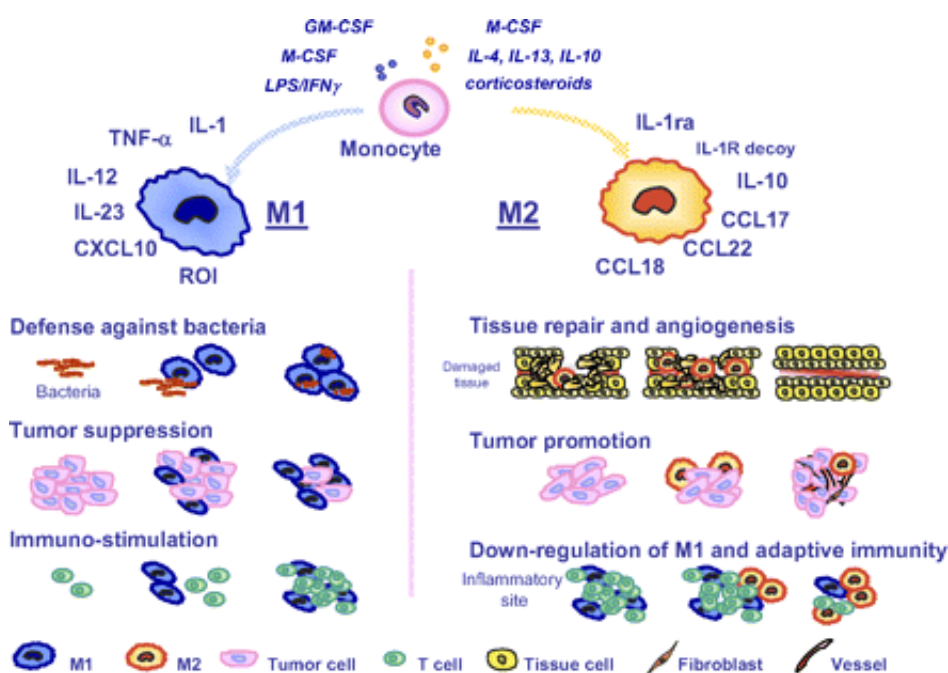 GM-CSF
M-CSF
LPS/IFNγ
M-CSF
IL-4, IL-13, IL-10
corticosteroids
Monocyte
IL-1
TNF-α
IL-12
IL-23
CXCL10
ROI
M1
M2
IL-1ra
IL-1R decoy
IL-10
CCL17
CCL22
CCL18
Defense against bacteria
Bacteria
Tumor suppression
Immuno-stimulation
Tissue repair and angiogenesis
Damaged
tissue
Tumor promotion
Down-regulation of M1 and adaptive immunity
Inflammatory
site
M1 M2 Tumor cell T cell Tissue cell Fibroblast Vessel